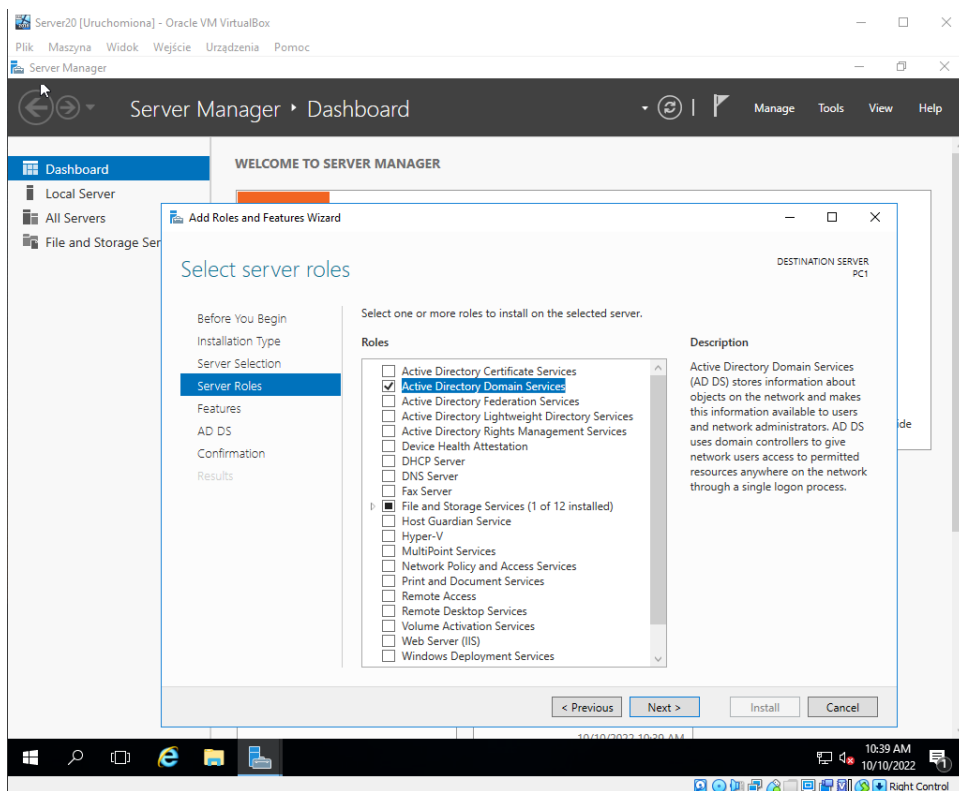 Server20 [Uruchomiona] - Oracle VM VirtualBox
Plik Maszyna Widok Wejście Urządzenia Pomoc
Server Manager
Server Manager Dashboard
Manage Tools View Help
Dashboard
Local Server
All Servers
File and Storage Ser
WELCOME TO SERVER MANAGER
Add Roles and Features Wizard
Select server roles
DESTINATION SERVER
PC1
Before You Begin
Installation Type
Server Selection
Server Roles
Features
AD DS
Confirmation
Results
Select one or more roles to install on the selected server.
Roles
Active Directory Certificate Services
Active Directory Domain Services
Active Directory Federation Services
Active Directory Lightweight Directory Services
Active Directory Rights Management Services
Device Health Attestation
DHCP Server
DNS Server
Fax Server
File and Storage Services (1 of 12 installed)
Host Guardian Service
Hyper-V
MultiPoint Services
Network Policy and Access Services
Print and Document Services
Remote Access
Remote Desktop Services
Volume Activation Services
Web Server (IIS)
Windows Deployment Services
Description
Active Directory Domain Services
(AD DS) stores information about
objects on the network and makes
this information available to users
and network administrators. AD DS
uses domain controllers to give
network users access to permitted
resources anywhere on the network
through a single logon process.
ide
< Previous Next > Install Cancel
10/10/2022 10:39 AM
10:39 AM
10/10/2022
1
Right Control